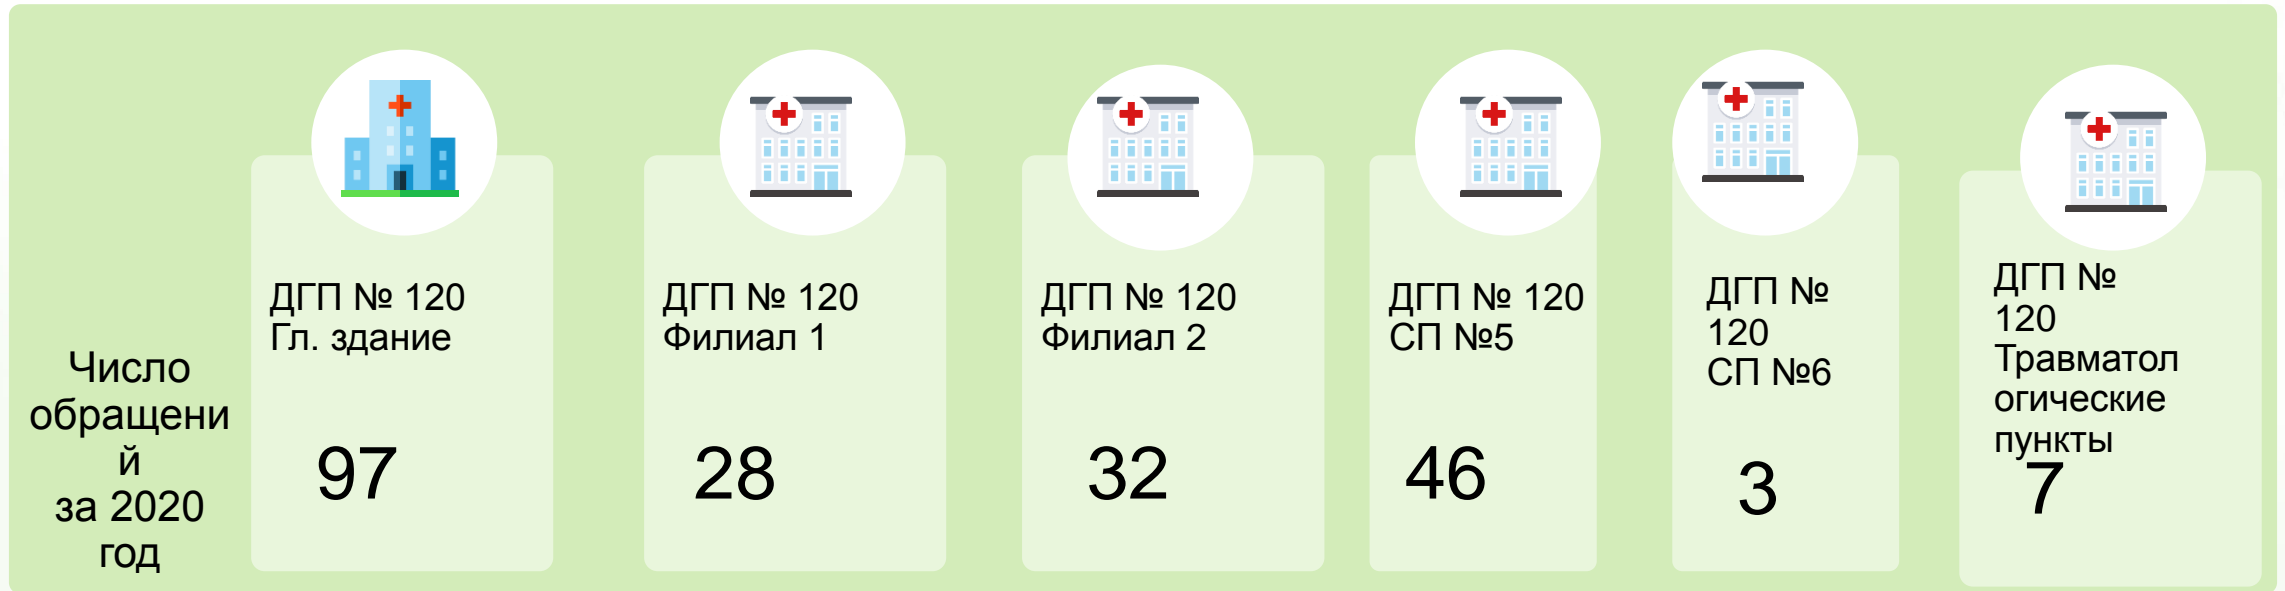 Число
обращени
й
за 2020
год
ДГП № 120
Гл. здание
97
ДГП № 120
Филиал 1
28
ДГП № 120
Филиал 2
32
ДГП № 120
СП №5
46
ДГП №
120
СП №6
3
ДГП №
120
Травматол
огические
пункты
7